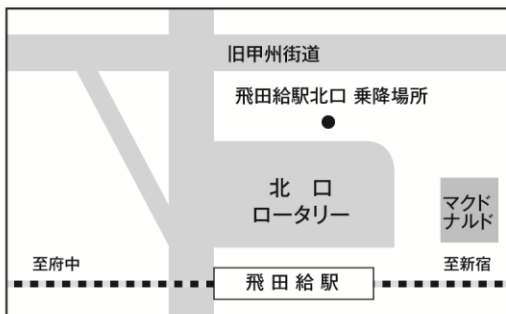 旧甲州街道
飛田給駅北口 乗降場所
北 口
ロータリー
マクド
ナルド
至府中
至新宿
飛田給駅